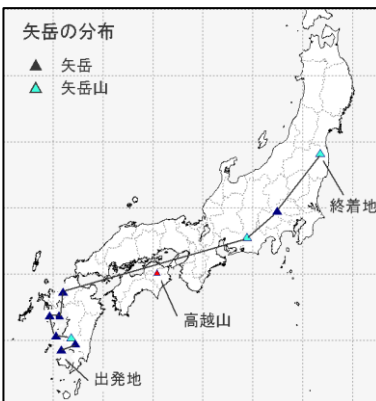 矢岳の分布
矢岳
矢岳山
終着地
高越山
出発地